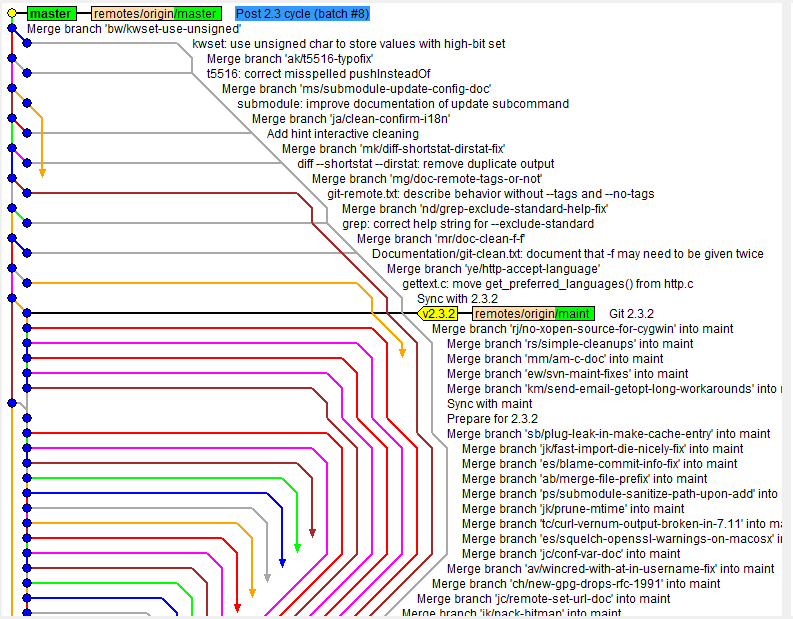 master remotes/origin/master Post 2.3 cycle (batch #8)
Merge branch 'bw/kwset-use-unsigned'
kwset: use unsigned char to store values with high-bit set
Merge branch 'ak/t5516-typofix'
t5516: correct misspelled pushInsteadOf
Merge branch 'ms/submodule-update-config-doc'
submodule: improve documentation of update subcommand
Merge branch 'ja/clean-confirm-i18n'
Add hint interactive cleaning
Merge branch 'mk/diff-shortstat-dirstat-fix'
diff --shortstat --dirstat: remove duplicate output
Merge branch 'mg/doc-remote-tags-or-not'
git-remote.txt: describe behavior without --tags and --no-tags
Merge branch 'nd/grep-exclude-standard-help-fix'
grep: correct help string for --exclude-standard
Merge branch 'mr/doc-clean-f-f'
Documentation/git-clean.txt: document that -f may need to be given twice
Merge branch 'ye/http-accept-language'
gettext.c: move get_preferred_languages() from http.c
Sync with 2.3.2
v2.3.2 remotes/origin/maint Git 2.3.2
Merge branch 'rj/no-xopen-source-for-cygwin' into maint
Merge branch 'rs/simple-cleanups' into maint
Merge branch 'mm/am-c-doc' into maint
Merge branch 'ew/svn-maint-fixes' into maint
Merge branch 'km/send-email-getopt-long-workarounds' into
Sync with maint
Prepare for 2.3.2
Merge branch 'sb/plug-leak-in-make-cache-entry' into maint
Merge branch 'jk/fast-import-die-nicely-fix' into maint
Merge branch 'es/blame-commit-info-fix' into maint
Merge branch 'ab/merge-file-prefix' into maint
Merge branch 'ps/submodule-sanitize-path-upon-add' into
Merge branch 'jk/prune-mtime' into maint
Merge branch 'tc/curl-vernum-output-broken-in-7.11' into
Merge branch 'es/squelch-openssl-warnings-on-macosx'
Merge branch 'jc/conf-var-doc' into maint
Merge branch 'av/wincred-with-at-in-username-fix' into maint
Merge branch 'ch/new-gpg-drops-rfc-1991' into maint
Merge branch 'jc/remote-set-url-doc' into maint
Merge branch 'jk/pack-bitmap' into maint